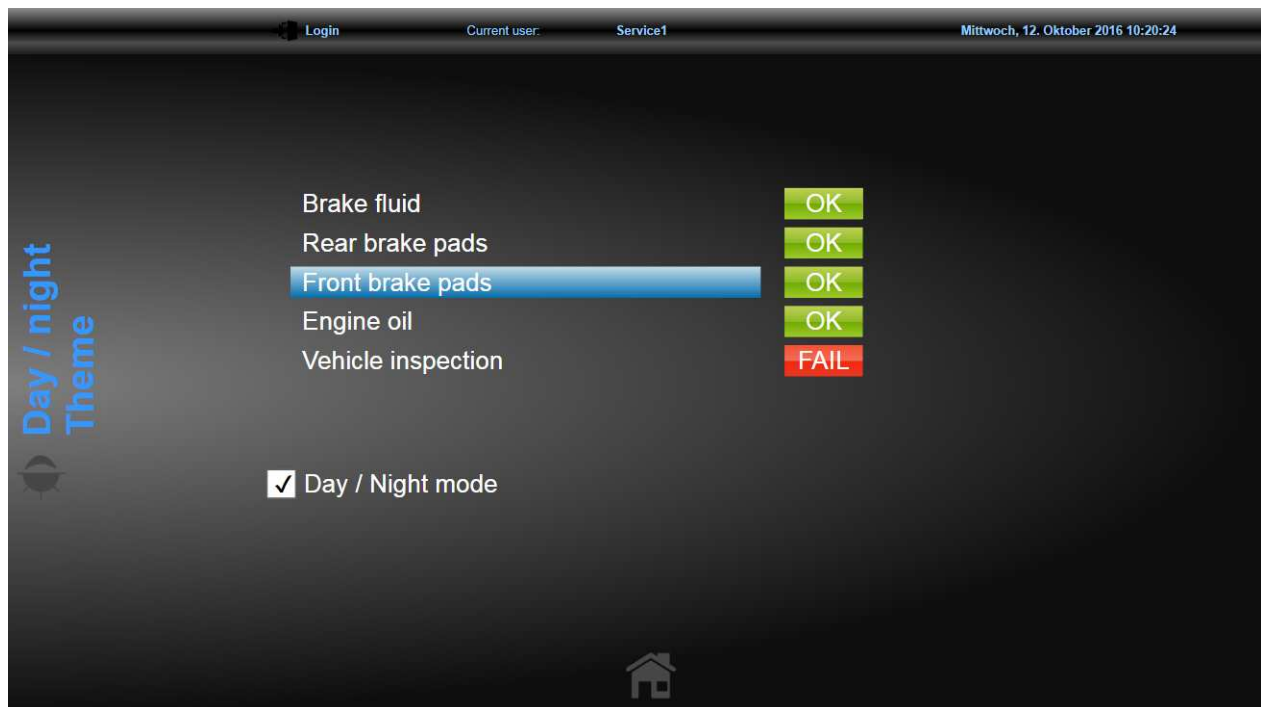 Login Current user: Service1 Mittwoch, 12. Oktober 2016 10:20:24
Brake fluid OK
Rear brake pads OK
Front brake pads OK
Engine oil OK
Vehicle inspection FAIL
Day / night
Theme
Day / Night mode